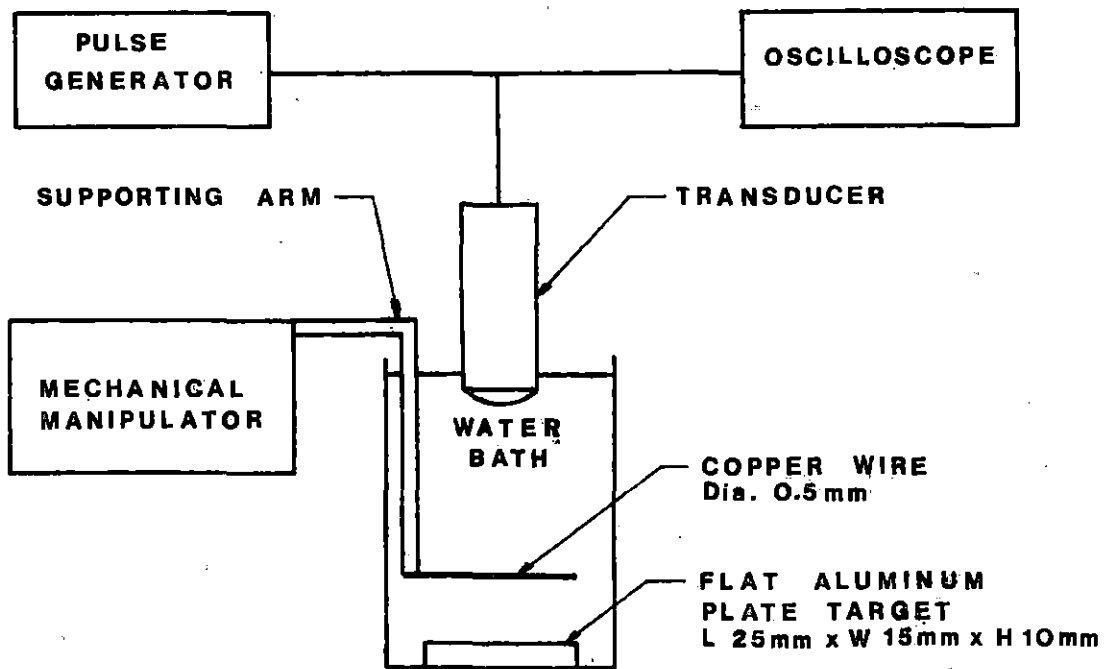 PULSE
GENERATOR
OSCILLOSCOPE
SUPPORTING ARM
TRANSDUCER
MECHANICAL
MANIPULATOR
WATER
BATH
COPPER WIRE
Dia. 0.5mm
FLAT ALUMINUM
PLATE TARGET
L 25mm x W 15mm x H 10mm